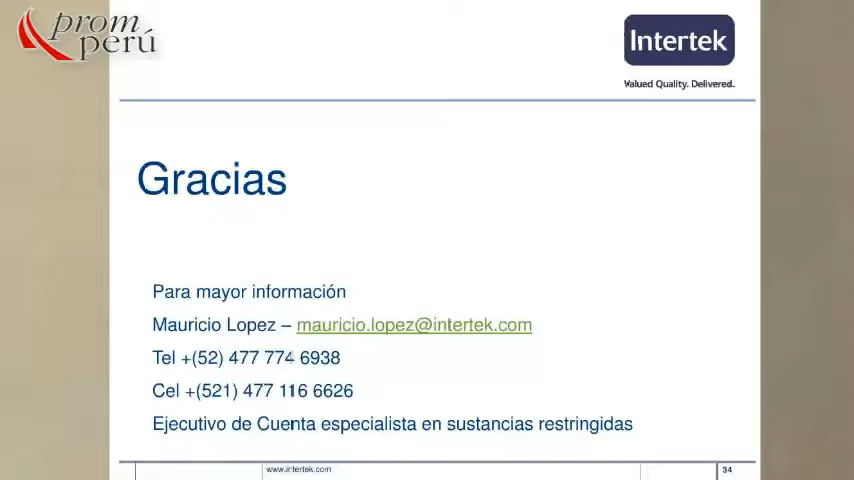 prom
perú
Intertek
Valued Quality. Delivered.
Gracias
Para mayor información
Mauricio Lopez – mauricio.lopez@intertek.com
Tel +(52) 477 774 6938
Cel +(521) 477 116 6626
Ejecutivo de Cuenta especialista en sustancias restringidas
www.intertek.com
34